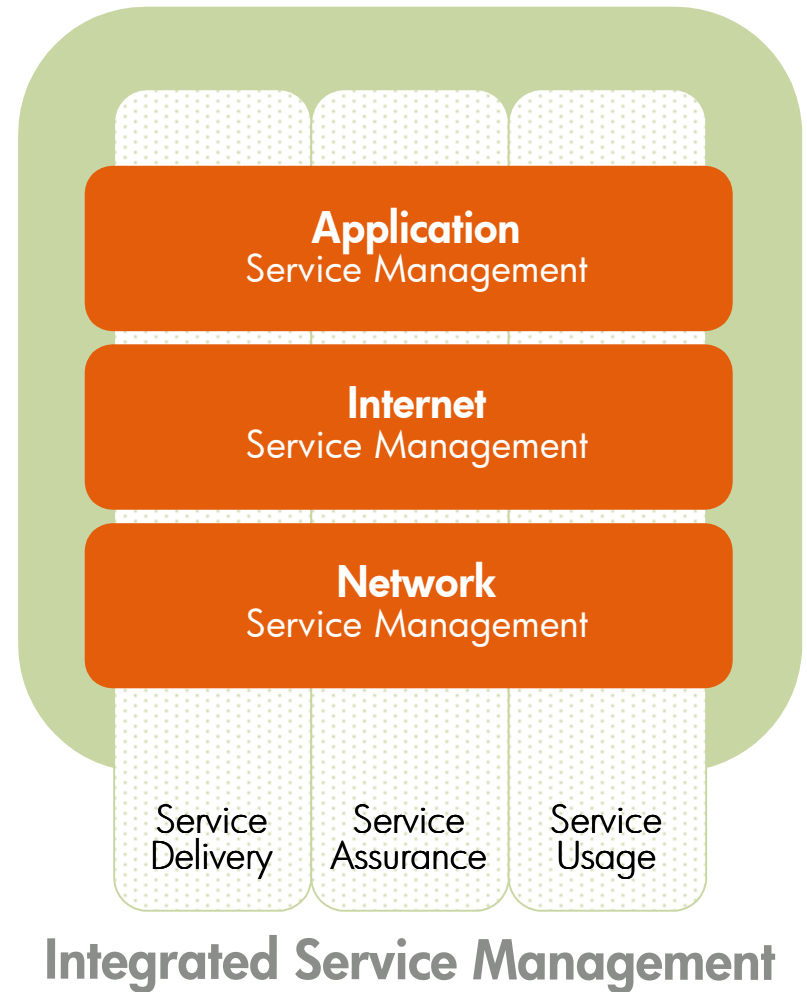 Application
Service Management
Internet
Service Management
Network
Service Management
Service Service Service
Delivery Assurance Usage
Integrated Service Management